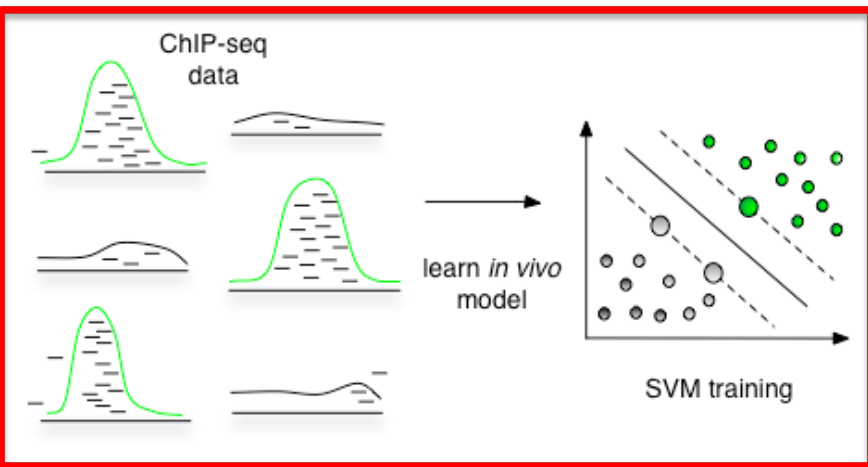 ChIP-seq
data
learn in vivo
model
SVM training